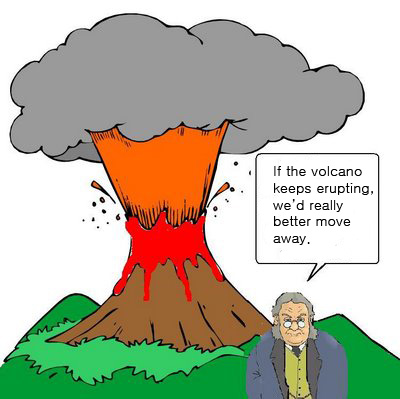 If the volcano
keeps erupting,
we'd really
better move
away.